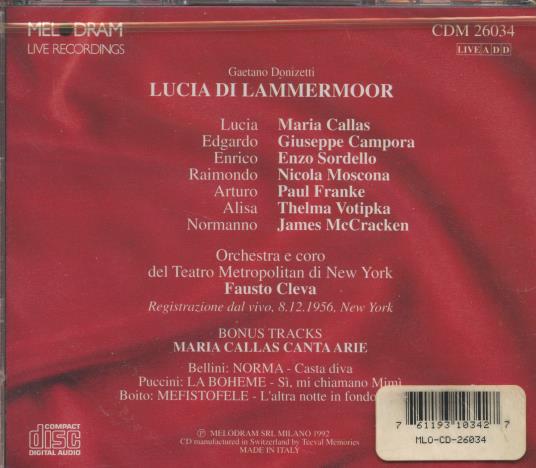 MELODRAM
LIVE RECORDINGS
CDM 26034
LIVE A D D
Gaetano Donizetti
LUCIA DI LAMMERMOOR
Lucia Maria Callas
Edgardo Giuseppe Campora
Enrico Enzo Sordello
Raimondo Nicola Moscona
Arturo Paul Franke
Alisa Thelma Votipka
Normanno James McCracken
Orchestra e coro
del Teatro Metropolitan di New York
Fausto Cleva
Registrazione dal vivo, 8.12.1956, New York
BONUS TRACKS
MARIA CALLAS CANTA ARIE
Bellini: NORMA - Casta diva
Puccini: LA BOHEME - Sì, mi chiamano Mimì
Boito: MEFISTOFELE - L'altra notte in fondo
COMPACT
disc
DIGITAL AUDIO
℗ MELODRAM SRL MILANO 1992
CD manufactured in Switzerland by Tecval Memories
MADE IN ITALY
7 61193 10342 7
MLO-CD-26034